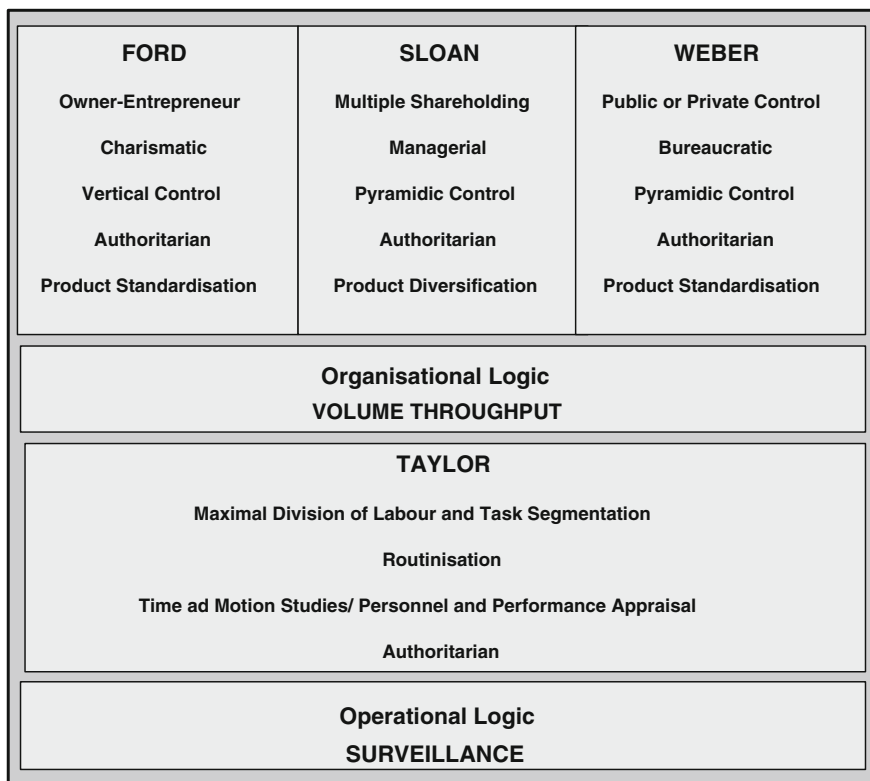 FORD
Owner-Entrepreneur
Charismatic
Vertical Control
Authoritarian
Product Standardisation
SLOAN
Multiple Shareholding
Managerial
Pyramidic Control
Authoritarian
Product Diversification
WEBER
Public or Private Control
Bureaucratic
Pyramidic Control
Authoritarian
Product Standardisation
Organisational Logic
VOLUME THROUGHPUT
TAYLOR
Maximal Division of Labour and Task Segmentation
Routinisation
Time ad Motion Studies/ Personnel and Performance Appraisal
Authoritarian
Operational Logic
SURVEILLANCE